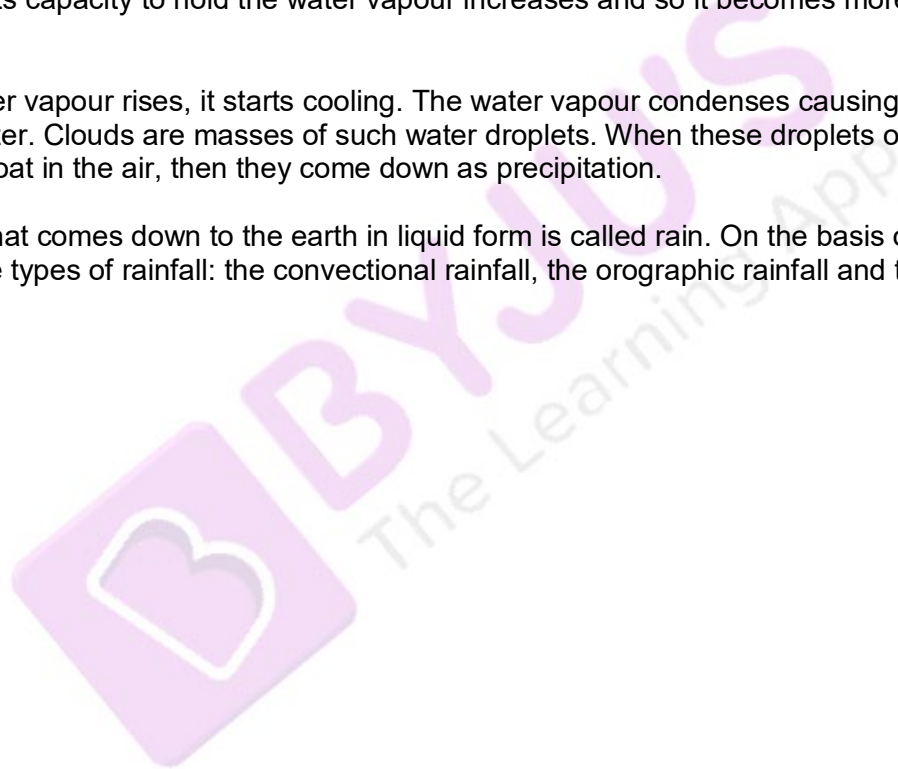 ts capacity to hold the water vapour increases and so it becomes more
er vapour rises, it starts cooling. The water vapour condenses causing
ter. Clouds are masses of such water droplets. When these droplets o
oat in the air, then they come down as precipitation.
hat comes down to the earth in liquid form is called rain. On the basis o
e types of rainfall: the convectional rainfall, the orographic rainfall and t
BYJU'S
The Learning App
B